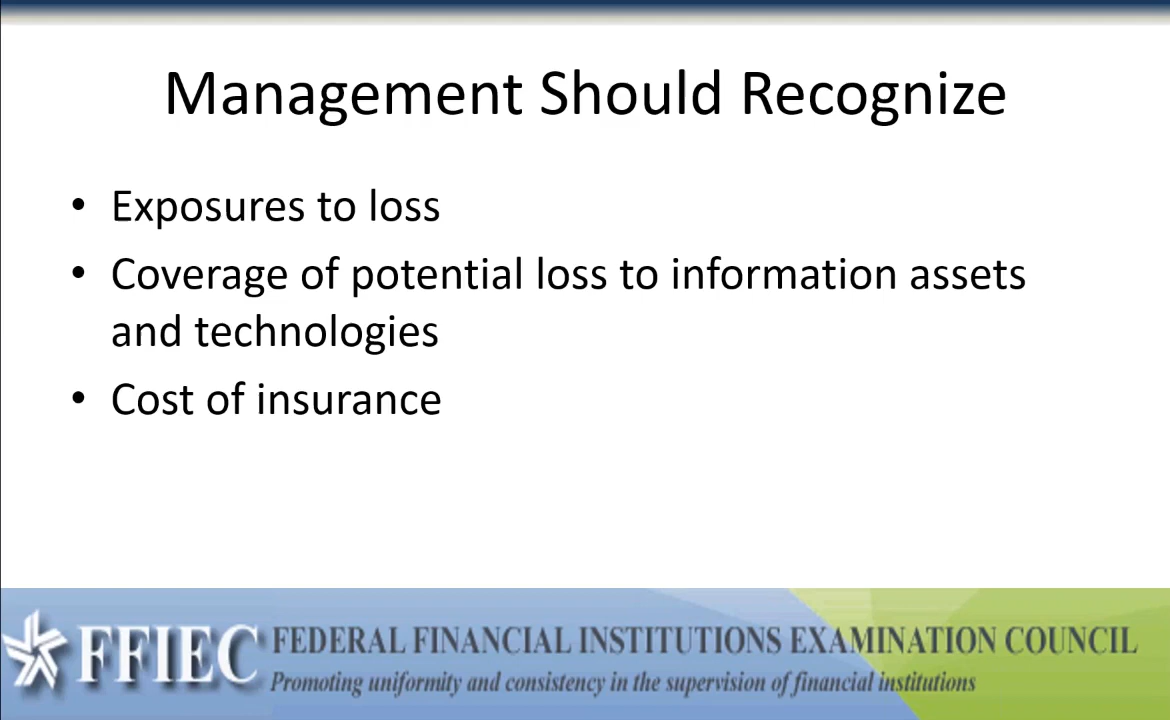 Management Should Recognize
• Exposures to loss
• Coverage of potential loss to information assets
and technologies
• Cost of insurance
FFIEC FEDERAL FINANCIAL INSTITUTIONS EXAMINATION COUNCIL
Promoting uniformity and consistency in the supervision of financial institutions